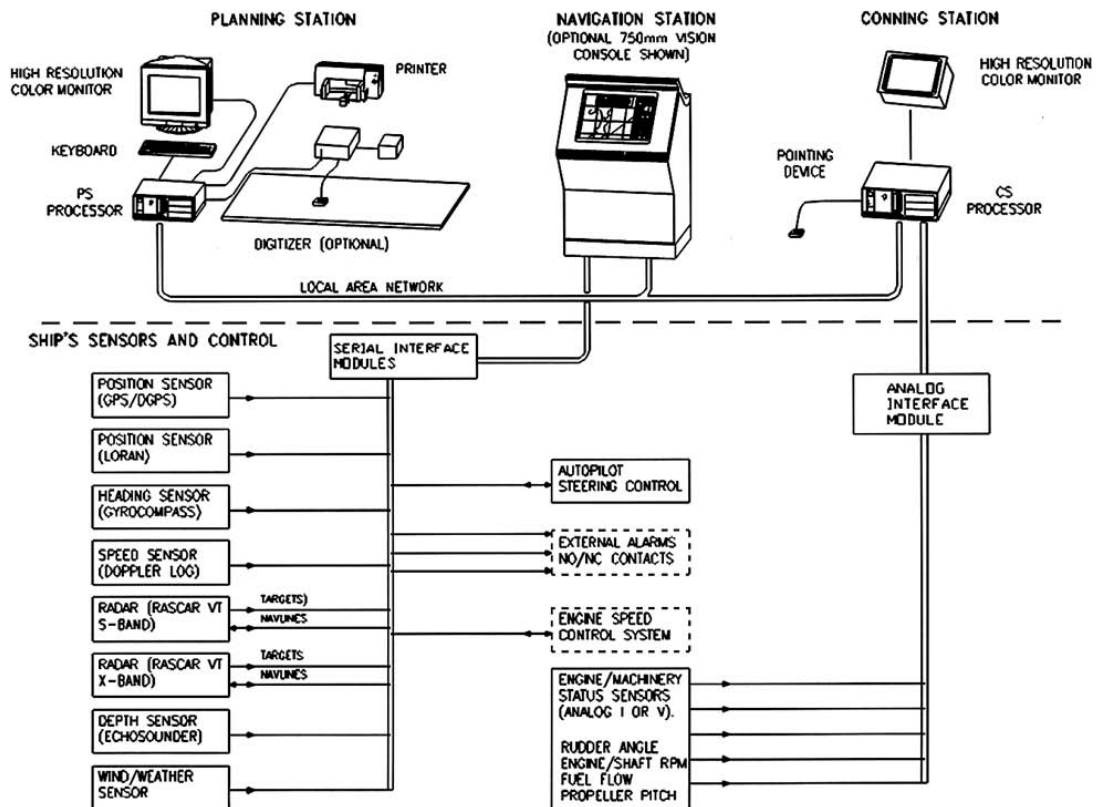 PLANNING STATION
HIGH RESOLUTION
COLOR MONITOR
PRINTER
KEYBOARD
PS
PROCESSOR
DIGITIZER (OPTIONAL)
NAVIGATION STATION
(OPTIONAL 750mm VISION
CONSOLE SHOWN)
CONNING STATION
HIGH RESOLUTION
COLOR MONITOR
POINTING
DEVICE
CS
PROCESSOR
LOCAL AREA NETWORK
SHIP'S SENSORS AND CONTROL
SERIAL INTERFACE
MODULES
ANALOG
INTERFACE
MODULE
POSITION SENSOR
(GPS/DGPS)
POSITION SENSOR
(LORAN)
HEADING SENSOR
(GYROCOMPASS)
SPEED SENSOR
(DOPPLER LOG)
RADAR (RASCAR VT
S-BAND)
TARGETS)
NAVLINES
RADAR (RASCAR VT
X-BAND)
TARGETS
NAVLINES
DEPTH SENSOR
(ECHOSOUNDER)
WIND/WEATHER
SENSOR
AUTOPILOT
STEERING CONTROL
EXTERNAL ALARMS
NO/NC CONTACTS
ENGINE SPEED
CONTROL SYSTEM
ENGINE/MACHINERY
STATUS SENSORS
(ANALOG I OR V).
RUDDER ANGLE
ENGINE/SHAFT RPM
FUEL FLOW
PROPELLER PITCH